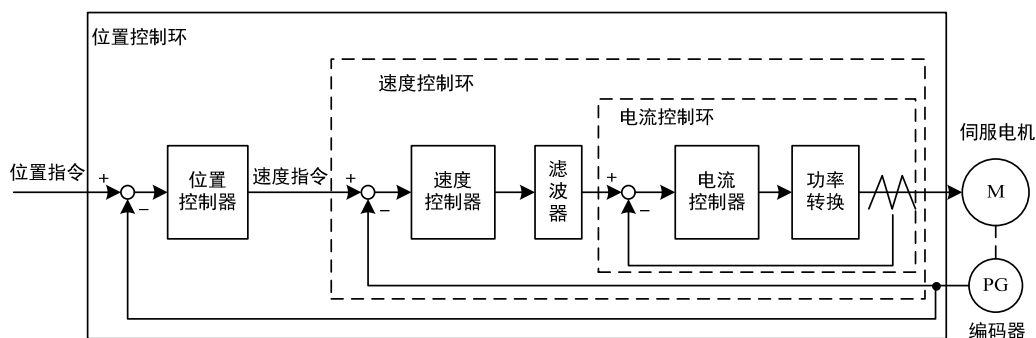 位置控制环
速度控制环
电流控制环
伺服电机
位置指令
+
-
位置
控制器
速度指令
+
-
速度
控制器
滤
波
器
+
-
电流
控制器
功率
转换
M
PG
编码器